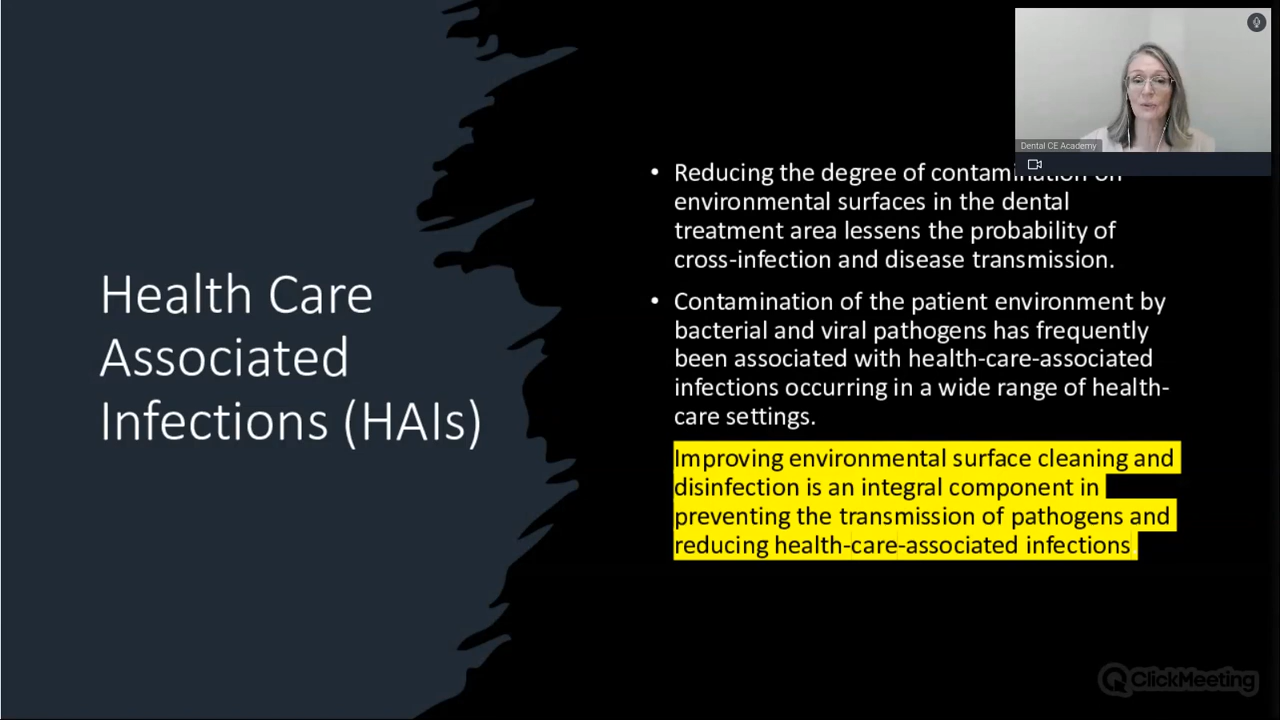 Dental CE Academy
Health Care
Associated
Infections (HAIs)
• Reducing the degree of contamination on
environmental surfaces in the dental
treatment area lessens the probability of
cross-infection and disease transmission.
• Contamination of the patient environment by
bacterial and viral pathogens has frequently
been associated with health-care-associated
infections occurring in a wide range of health-
care settings.
Improving environmental surface cleaning and
disinfection is an integral component in
preventing the transmission of pathogens and
reducing health-care-associated infections.
ClickMeeting